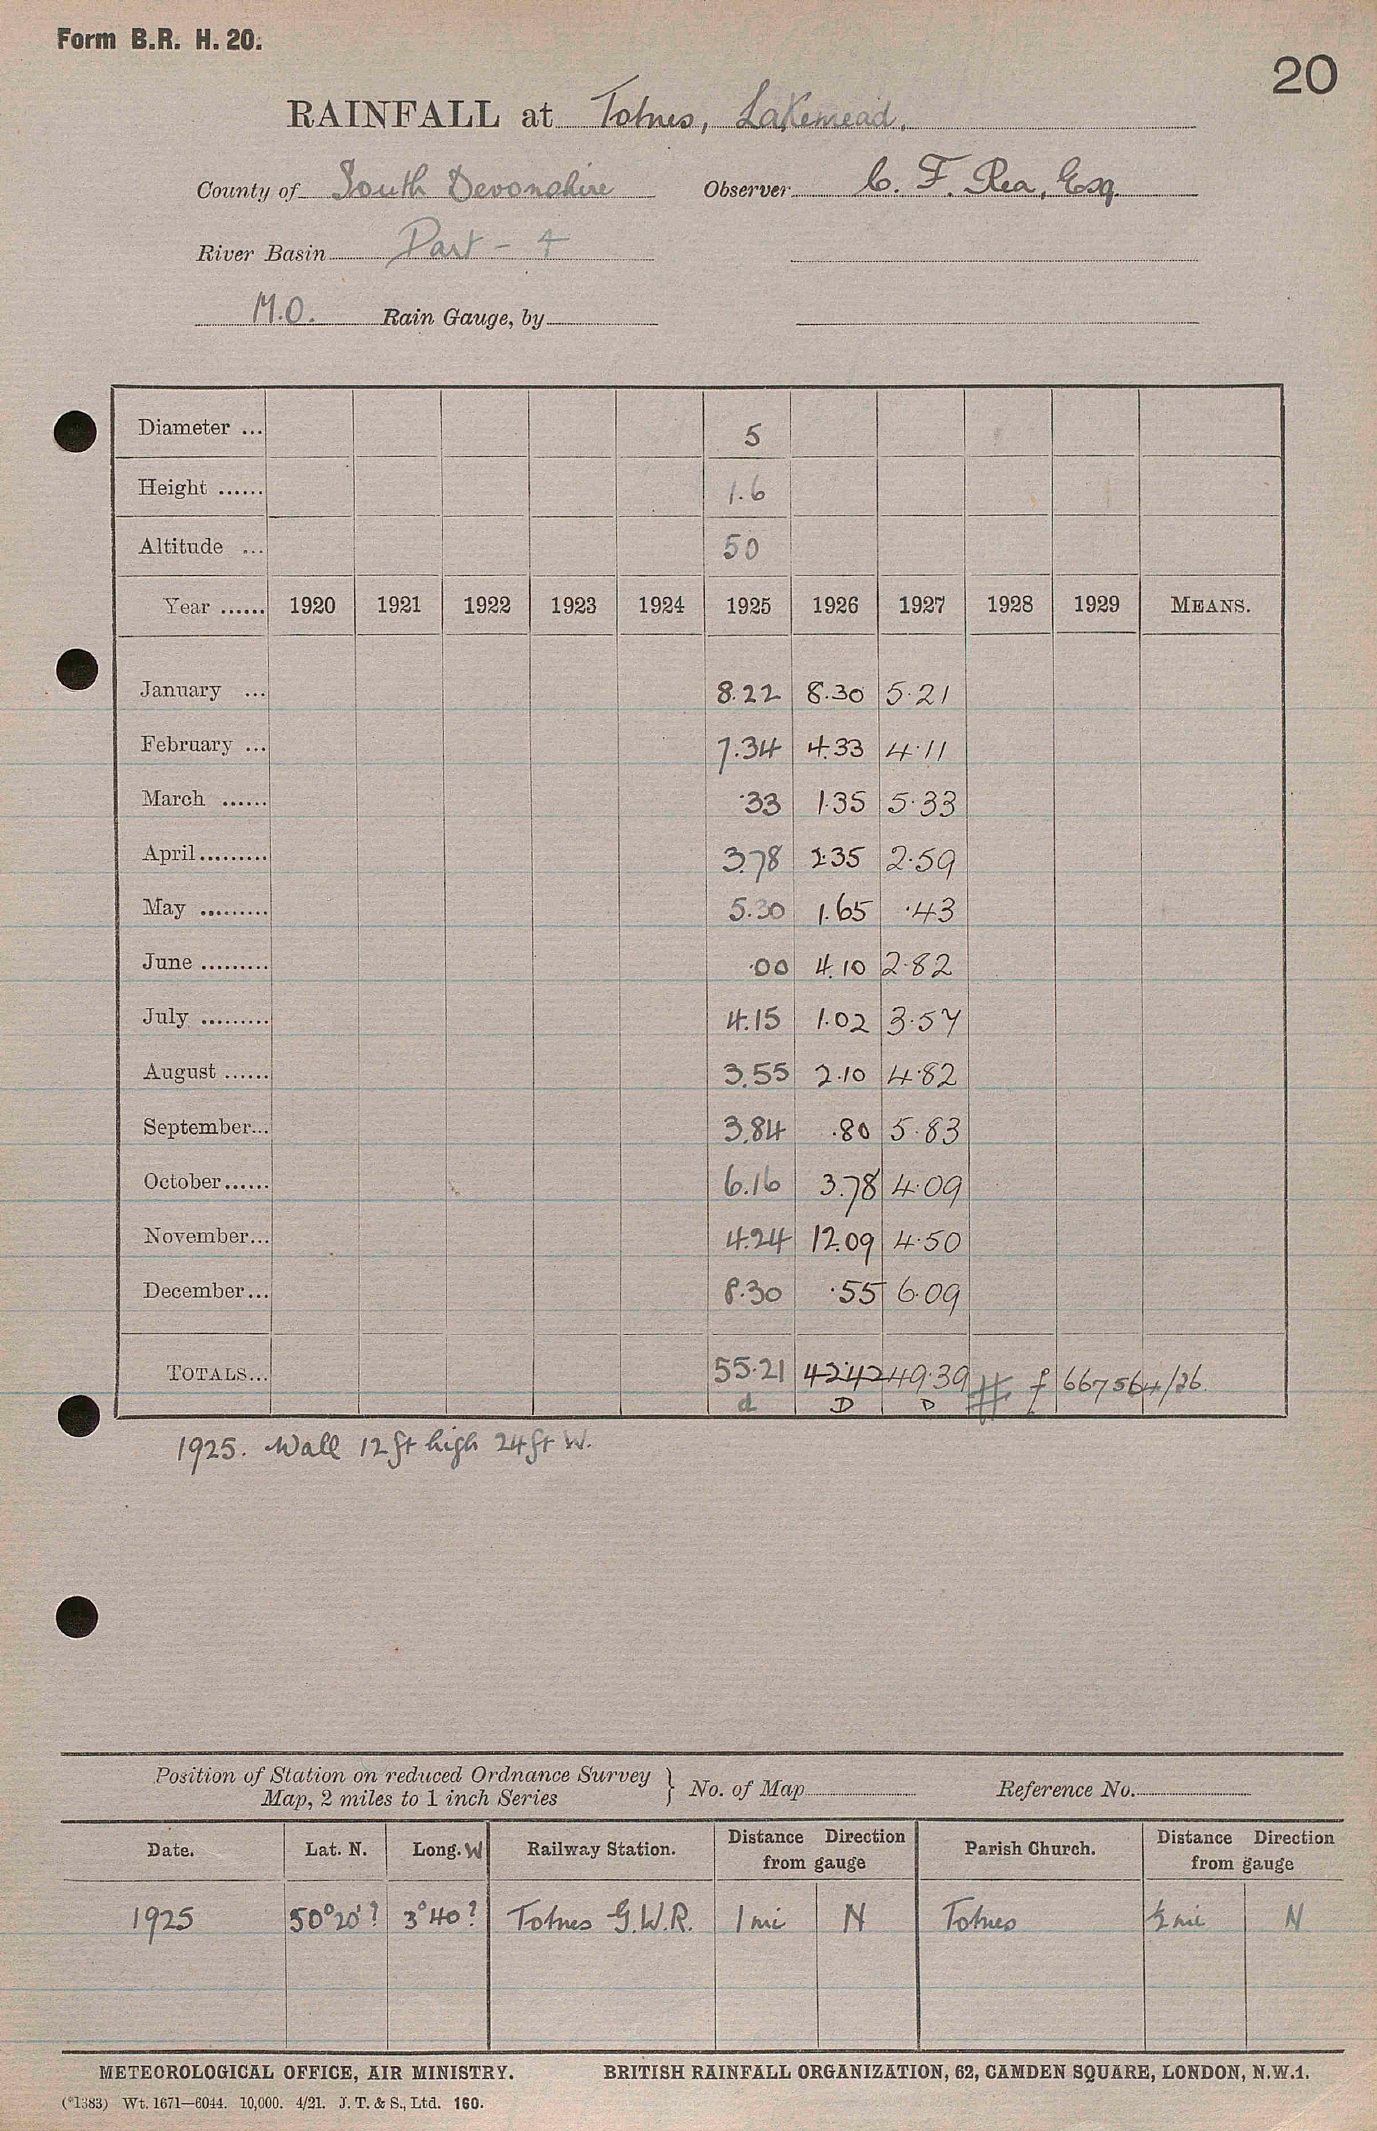 Form B.R. H. 20.
20
RAINFALL at Totnes, Lakemead.
County of South Devonshire Observer C. F. Rea, Esq.
River Basin Dart - 4
M.O. Rain Gauge, by
Diameter ... 5
Height ...... 1.6
Altitude ... 50
Year ...... 1920 1921 1922 1923 1924 1925 1926 1927 1928 1929 MEANS.
January ... 8.22 8.30 5.21
February ... 7.34 4.33 4.11
March ...... .33 1.35 5.33
April ......... 3.78 2.35 2.59
May ......... 5.30 1.65 .43
June ......... .00 4.10 2.82
July ......... 4.15 1.02 3.57
August ...... 3.55 2.10 4.82
September... 3.84 .80 5.83
October...... 6.16 3.78 4.09
November... 4.24 12.09 4.50
December... 8.30 .55 6.09
TOTALS... 55.21 42.42 49.39 # f 667564/26.
d D D
1925. Wall 12 ft high 24 ft W.
Position of Station on reduced Ordnance Survey
Map, 2 miles to 1 inch Series } No. of Map Reference No.
Date. Lat. N. Long. W Railway Station. Distance Direction from gauge Parish Church. Distance Direction from gauge
1925 50°20'? 3°40? Totnes G.W.R. 1 mi N Totnes ½ mi N
METEOROLOGICAL OFFICE, AIR MINISTRY. BRITISH RAINFALL ORGANIZATION, 62, CAMDEN SQUARE, LONDON, N.W.1.
(*1383) Wt. 1671—6044. 10,000. 4/21. J. T. & S., Ltd. 160.